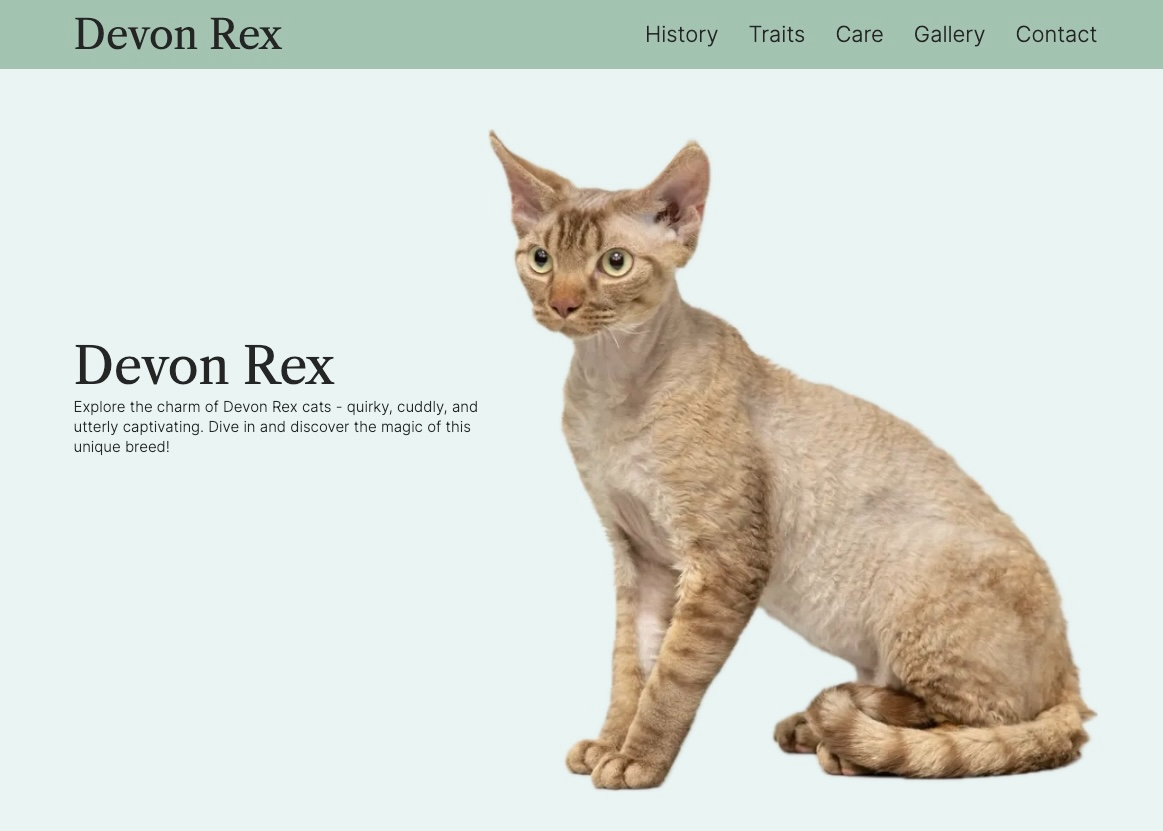 Devon Rex
History Traits Care Gallery Contact
Devon Rex
Explore the charm of Devon Rex cats - quirky, cuddly, and
utterly captivating. Dive in and discover the magic of this
unique breed!